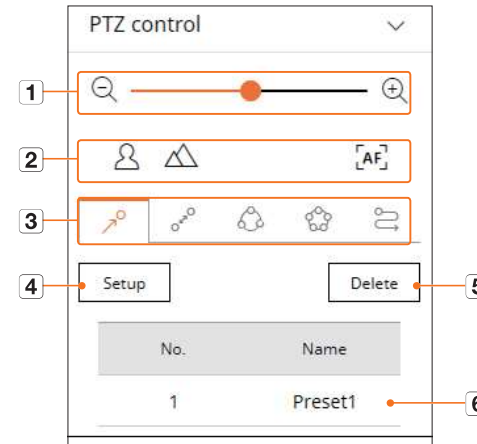 PTZ control
1
2
AF
3
4 Setup Delete 5
No. Name
1 Preset1 6